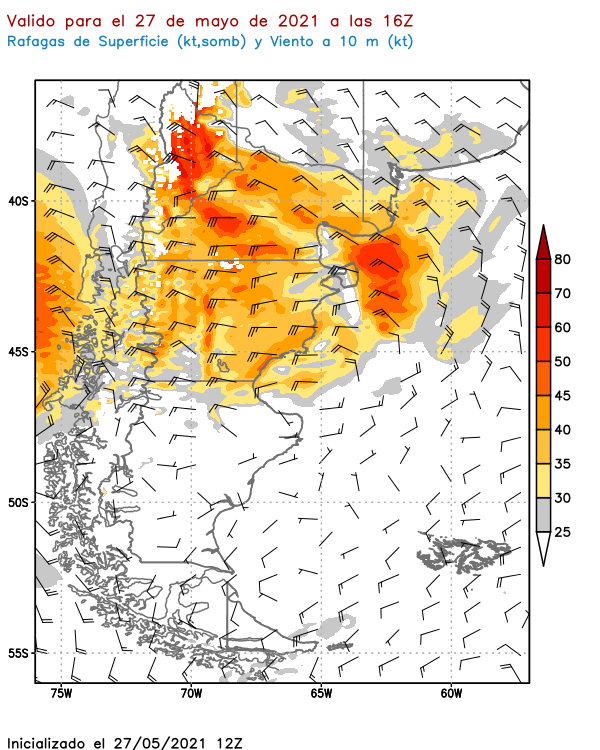 Valido para el 27 de mayo de 2021 a las 16Z
Rafagas de Superficie (kt,somb) y Viento a 10 m (kt)
40S
45S
50S
55S
75W 70W 65W 60W
80
70
60
50
45
40
35
30
25
Inicializado el 27/05/2021 12Z